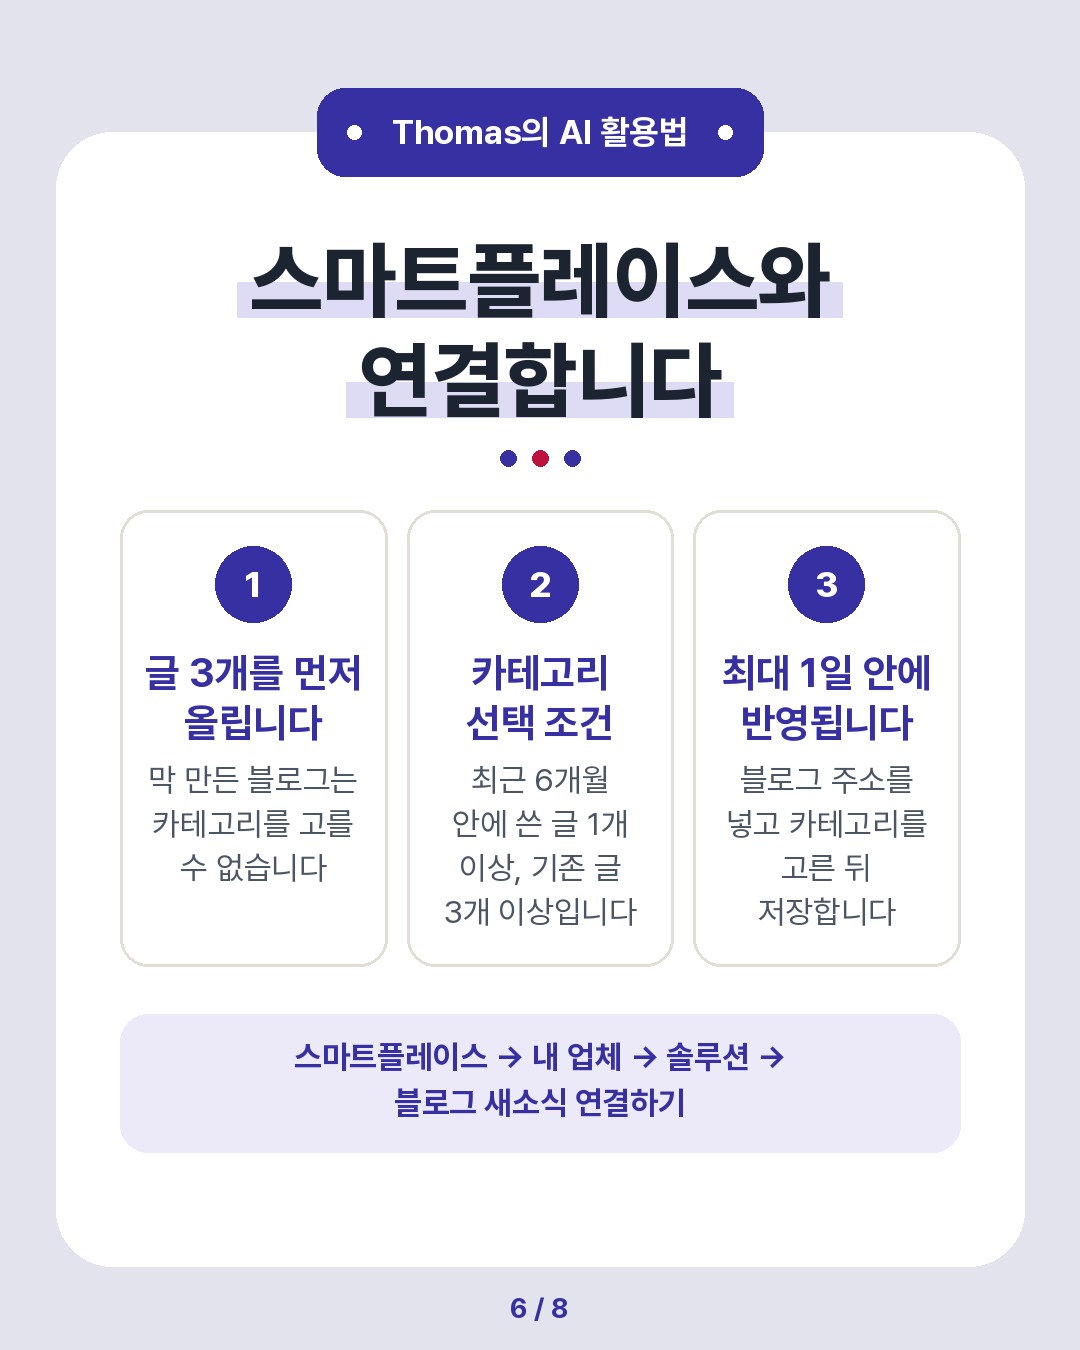 Thomas의 AI 활용법
스마트플레이스와
연결합니다
1
글 3개를 먼저
올립니다
막 만든 블로그는
카테고리를 고를
수 없습니다
2
카테고리
선택 조건
최근 6개월
안에 쓴 글 1개
이상, 기존 글
3개 이상입니다
3
최대 1일 안에
반영됩니다
블로그 주소를
넣고 카테고리를
고른 뒤
저장합니다
스마트플레이스 → 내 업체 → 솔루션 →
블로그 새소식 연결하기
6 / 8